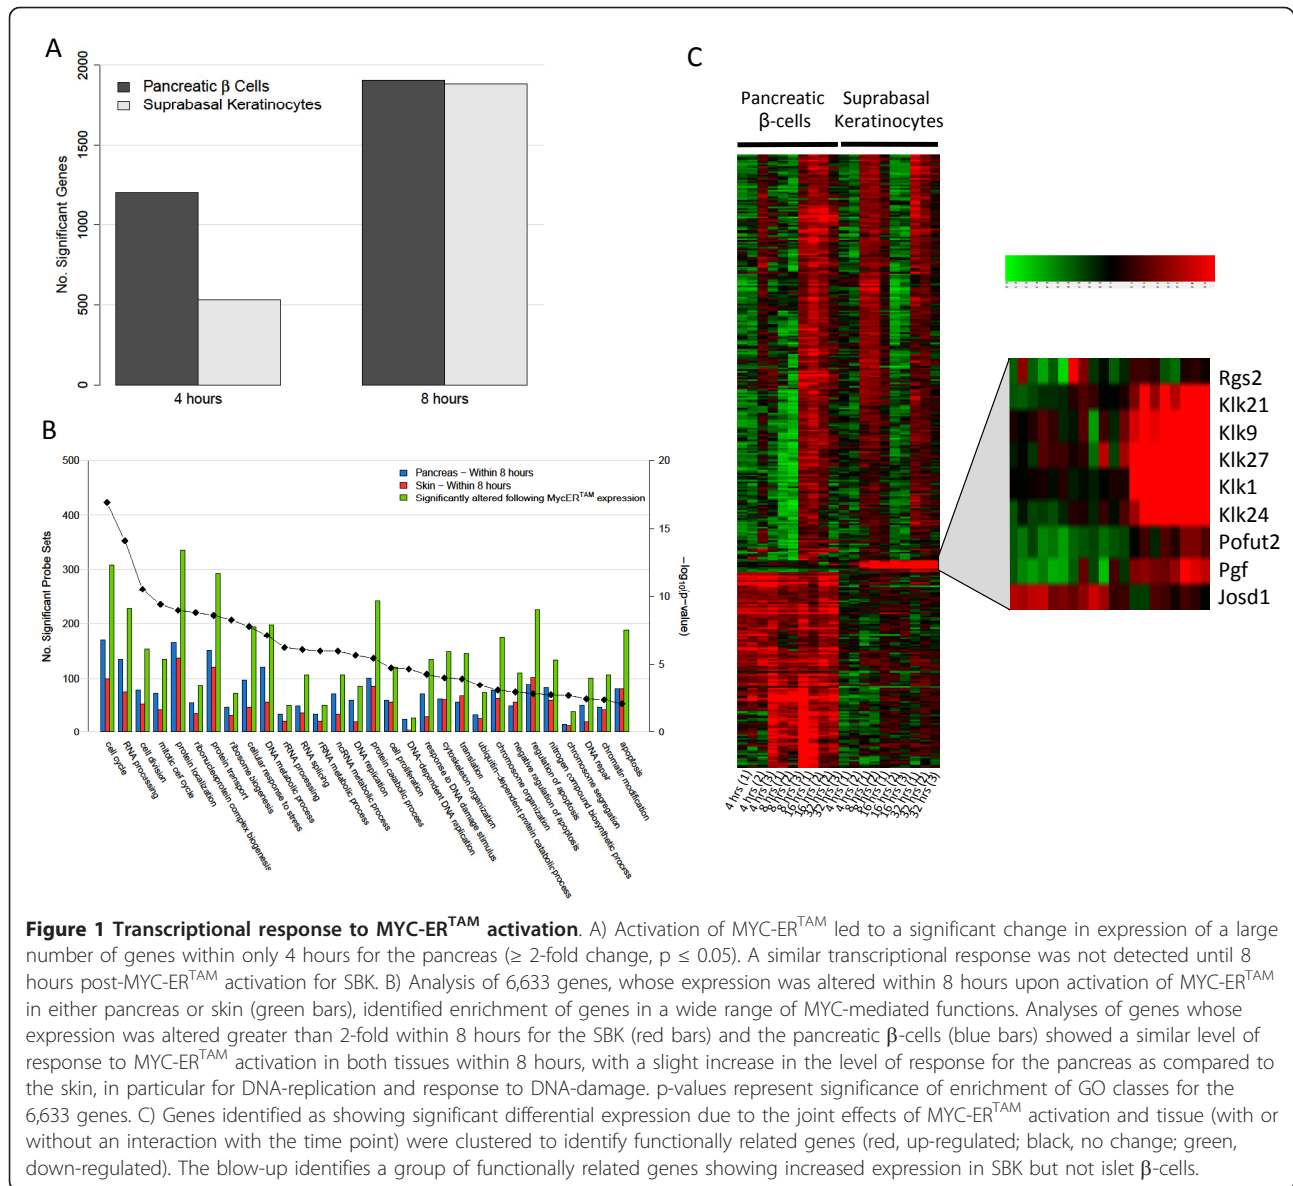 A
No. Significant Genes
2000
1500
1000
500
0
Pancreatic β Cells
Suprabasal Keratinocytes
4 hours
8 hours
B
No. Significant Probe Sets
500
400
300
200
100
0
Pancreas – Within 8 hours
Skin – Within 8 hours
Significantly altered following MycER^TAM expression
20
15
10
5
0
−log10(p−value)
cell cycle
RNA processing
cell division
mitotic cell cycle
protein localization
ribonucleoprotein complex biogenesis
protein transport
ribosome biogenesis
cellular response to stress
DNA metabolic process
rRNA processing
RNA splicing
rRNA metabolic process
ncRNA metabolic process
DNA replication
protein catabolic process
cell proliferation
DNA−dependent DNA replication
response to DNA damage stimulus
cytoskeleton organization
translation
ubiquitin−dependent protein catabolic process
chromosome organization
negative regulation of apoptosis
regulation of apoptosis
nitrogen compound biosynthetic process
chromosome segregation
DNA repair
chromatin modification
apoptosis
C
Pancreatic
β-cells
Suprabasal
Keratinocytes
Rgs2
Klk21
Klk9
Klk27
Klk1
Klk24
Pofut2
Pgf
Josd1
4 hrs (1)
4 hrs (2)
Figure 1 Transcriptional response to MYC-ER^TAM activation. A) Activation of MYC-ER^TAM led to a significant change in expression of a large
number of genes within only 4 hours for the pancreas (≥ 2-fold change, p ≤ 0.05). A similar transcriptional response was not detected until 8
hours post-MYC-ER^TAM activation for SBK. B) Analysis of 6,633 genes, whose expression was altered within 8 hours upon activation of MYC-ER^TAM
in either pancreas or skin (green bars), identified enrichment of genes in a wide range of MYC-mediated functions. Analyses of genes whose
expression was altered greater than 2-fold within 8 hours for the SBK (red bars) and the pancreatic β-cells (blue bars) showed a similar level of
response to MYC-ER^TAM activation in both tissues within 8 hours, with a slight increase in the level of response for the pancreas as compared to
the skin, in particular for DNA-replication and response to DNA-damage. p-values represent significance of enrichment of GO classes for the
6,633 genes. C) Genes identified as showing significant differential expression due to the joint effects of MYC-ER^TAM activation and tissue (with or
without an interaction with the time point) were clustered to identify functionally related genes (red, up-regulated; black, no change; green,
down-regulated). The blow-up identifies a group of functionally related genes showing increased expression in SBK but not islet β-cells.